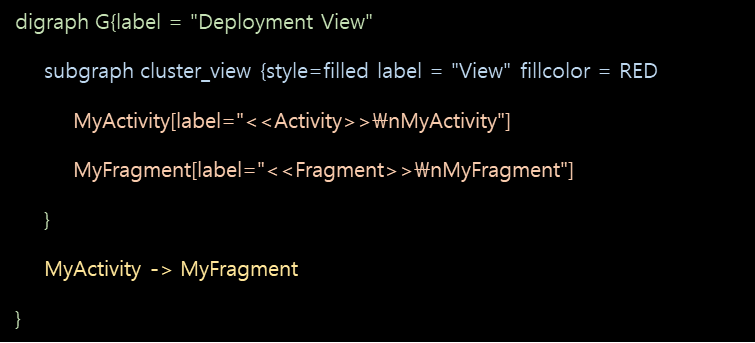 digraph G{label = "Deployment View"
subgraph cluster_view {style=filled label = "View" fillcolor = RED
MyActivity[label="<<Activity>>₩nMyActivity"]
MyFragment[label="<<Fragment>>₩nMyFragment"]
}
MyActivity -> MyFragment
}